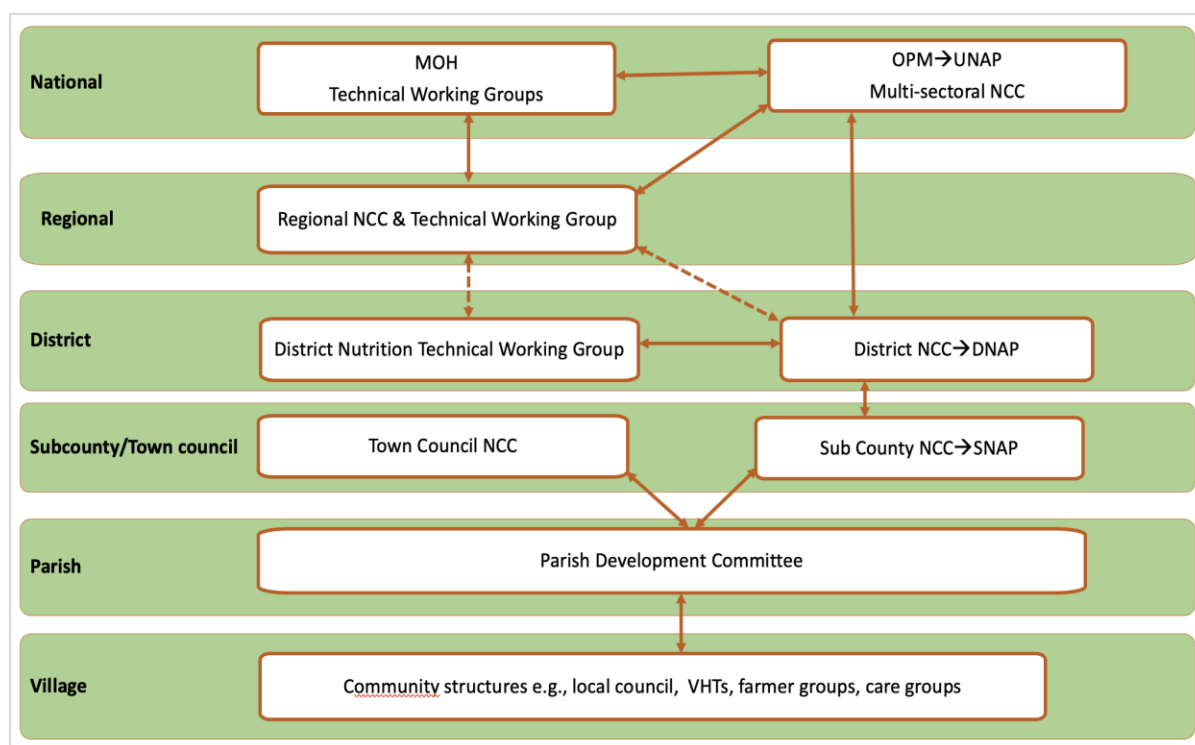 National
MOH
Technical Working Groups
OPM→UNAP
Multi-sectoral NCC
Regional
Regional NCC & Technical Working Group
District
District Nutrition Technical Working Group
District NCC→DNAP
Subcounty/Town council
Town Council NCC
Sub County NCC→SNAP
Parish
Parish Development Committee
Village
Community structures e.g., local council, VHTs, farmer groups, care groups